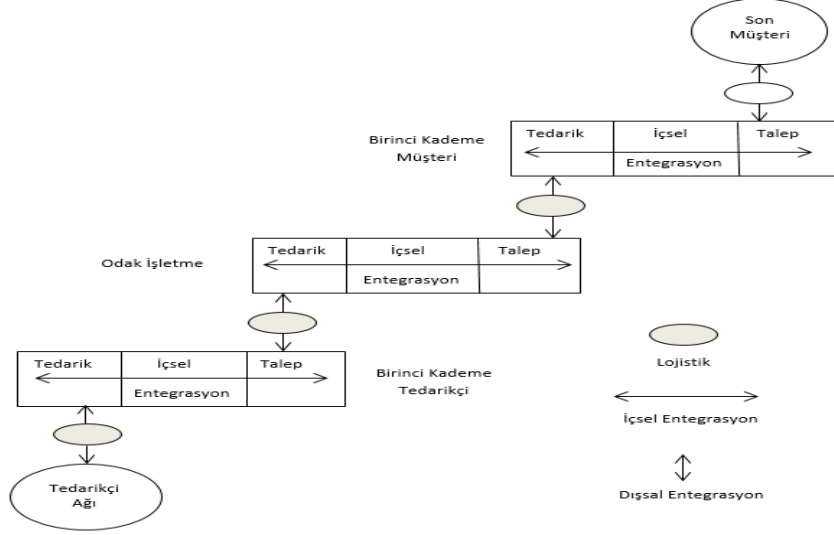 Son
Müşteri
Birinci Kademe
Müşteri
Tedarik İçsel Talep
Entegrasyon
Odak İşletme
Tedarik İçsel Talep
Entegrasyon
Tedarik İçsel Talep
Entegrasyon
Birinci Kademe
Tedarikçi
Lojistik
İçsel Entegrasyon
Tedarikçi
Ağı
Dışsal Entegrasyon